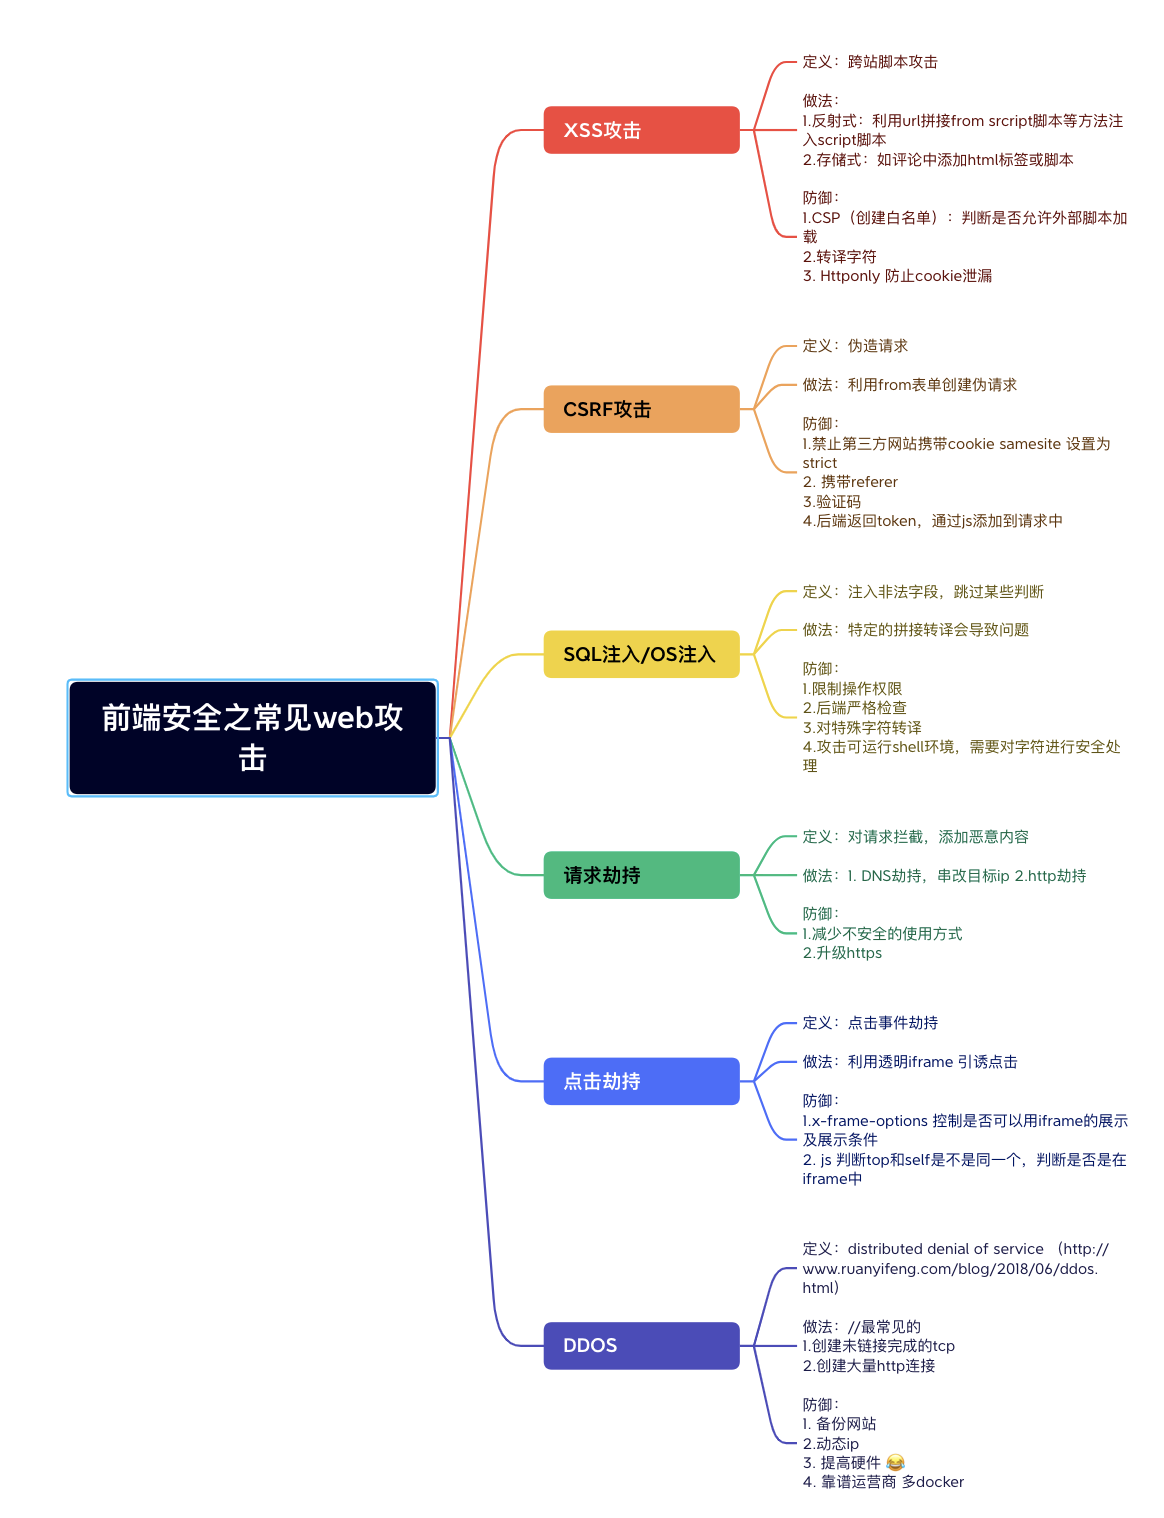 前端安全之常见web攻
击
XSS攻击
定义：跨站脚本攻击
做法：
1.反射式：利用url拼接from srcript脚本等方法注
入script脚本
2.存储式：如评论中添加html标签或脚本
防御：
1.CSP（创建白名单）：判断是否允许外部脚本加
载
2.转译字符
3. Httponly 防止cookie泄漏
CSRF攻击
定义：伪造请求
做法：利用from表单创建伪请求
防御：
1.禁止第三方网站携带cookie samesite 设置为
strict
2. 携带referer
3.验证码
4.后端返回token，通过js添加到请求中
SQL注入/OS注入
定义：注入非法字段，跳过某些判断
做法：特定的拼接转译会导致问题
防御：
1.限制操作权限
2.后端严格检查
3.对特殊字符转译
4.攻击可运行shell环境，需要对字符进行安全处
理
请求劫持
定义：对请求拦截，添加恶意内容
做法：1. DNS劫持，串改目标ip 2.http劫持
防御：
1.减少不安全的使用方式
2.升级https
点击劫持
定义：点击事件劫持
做法：利用透明iframe 引诱点击
防御：
1.x-frame-options 控制是否可以用iframe的展示
及展示条件
2. js 判断top和self是不是同一个，判断是否是在
iframe中
DDOS
定义：distributed denial of service （http://
www.ruanyifeng.com/blog/2018/06/ddos.
html）
做法：//最常见的
1.创建未链接完成的tcp
2.创建大量http连接
防御：
1. 备份网站
2.动态ip
3. 提高硬件 😂
4. 靠谱运营商 多docker